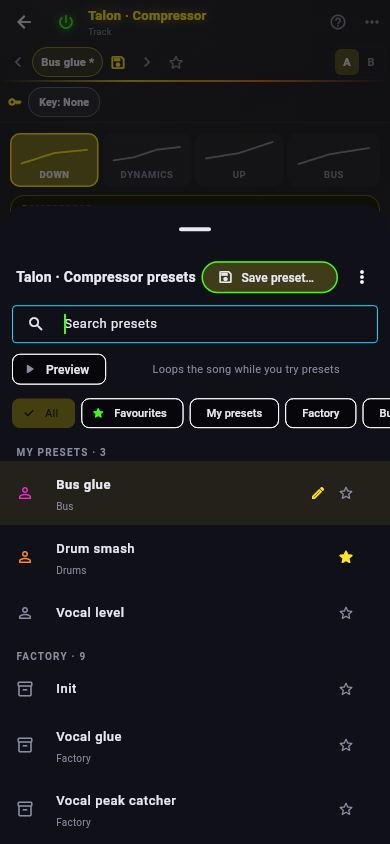 Talon · Compressor
Track
Bus glue *
A
B
Key: None
DOWN
DYNAMICS
UP
BUS
Talon · Compressor presets
Save preset...
Search presets
Preview
Loops the song while you try presets
All
Favourites
My presets
Factory
Bu
MY PRESETS · 3
Bus glue
Bus
Drum smash
Drums
Vocal level
FACTORY · 9
Init
Vocal glue
Factory
Vocal peak catcher
Factory